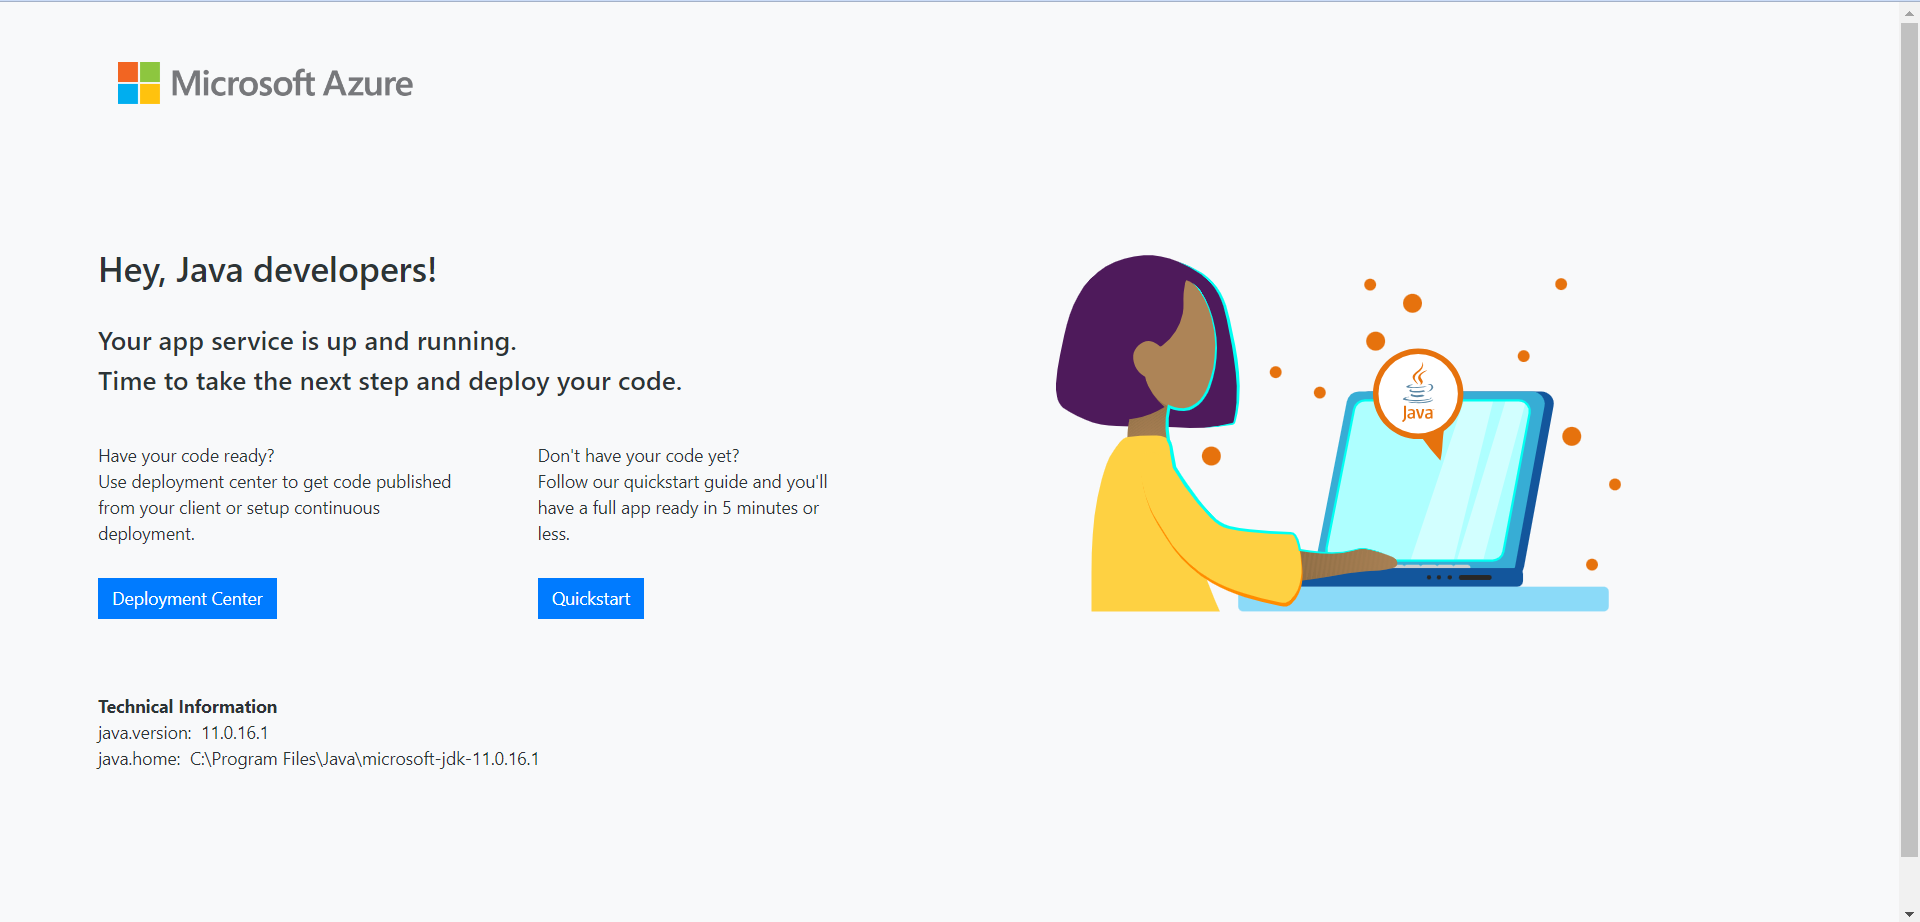 Microsoft Azure
Hey, Java developers!
Your app service is up and running.
Time to take the next step and deploy your code.
Have your code ready?
Use deployment center to get code published
from your client or setup continuous
deployment.
Deployment Center
Don't have your code yet?
Follow our quickstart guide and you'll
have a full app ready in 5 minutes or
less.
Quickstart
Technical Information
java.version: 11.0.16.1
java.home: C:\Program Files\Java\microsoft-jdk-11.0.16.1
Java